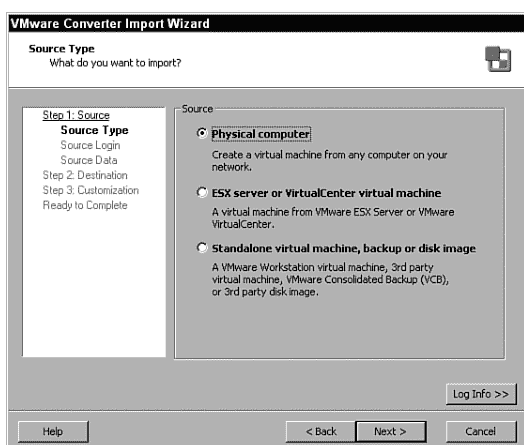 VMware Converter Import Wizard
Source Type
What do you want to import?
Step 1: Source
Source Type
Source Login
Source Data
Step 2: Destination
Step 3: Customization
Ready to Complete
Source
Physical computer
Create a virtual machine from any computer on your
network.
ESX server or VirtualCenter virtual machine
A virtual machine from VMware ESX Server or VMware
VirtualCenter.
Standalone virtual machine, backup or disk image
A VMware Workstation virtual machine, 3rd party
virtual machine, VMware Consolidated Backup (VCB),
or 3rd party disk image.
Log Info >>
Help
< Back
Next >
Cancel